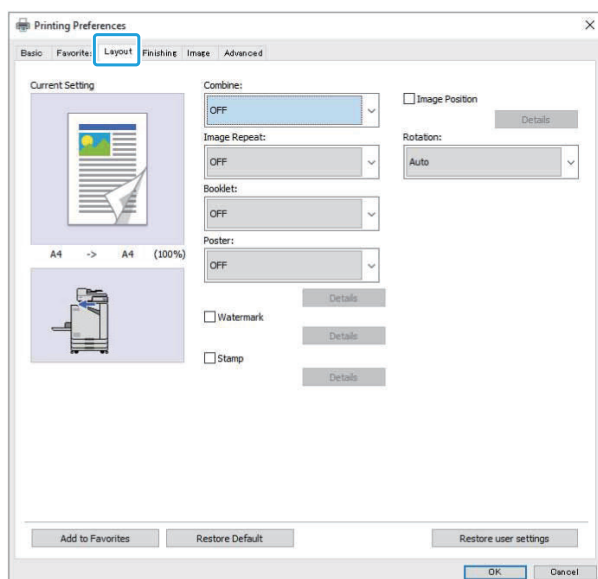 Printing Preferences
Basic Favorites Layout Finishing Image Advanced
Current Setting
A4 -> A4 (100%)
Combine:
OFF
Image Repeat:
OFF
Booklet:
OFF
Poster:
OFF
Details
Watermark
Details
Stamp
Details
Image Position
Details
Rotation:
Auto
Add to Favorites Restore Default Restore user settings
OK Cancel